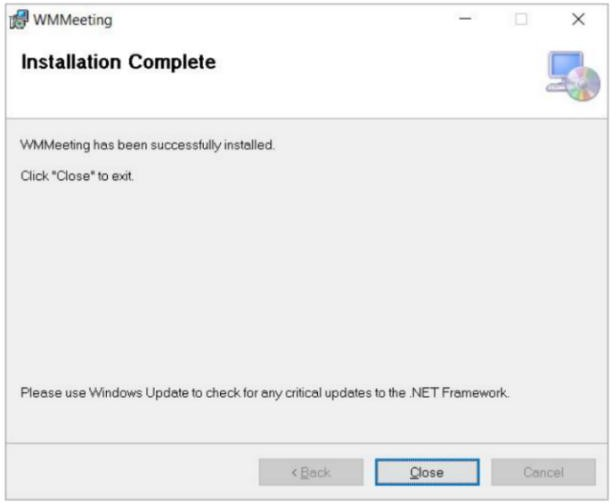 WMMeeting
Installation Complete
WMMeeting has been successfully installed.
Click "Close" to exit.
Please use Windows Update to check for any critical updates to the .NET Framework.
< Back
Close
Cancel